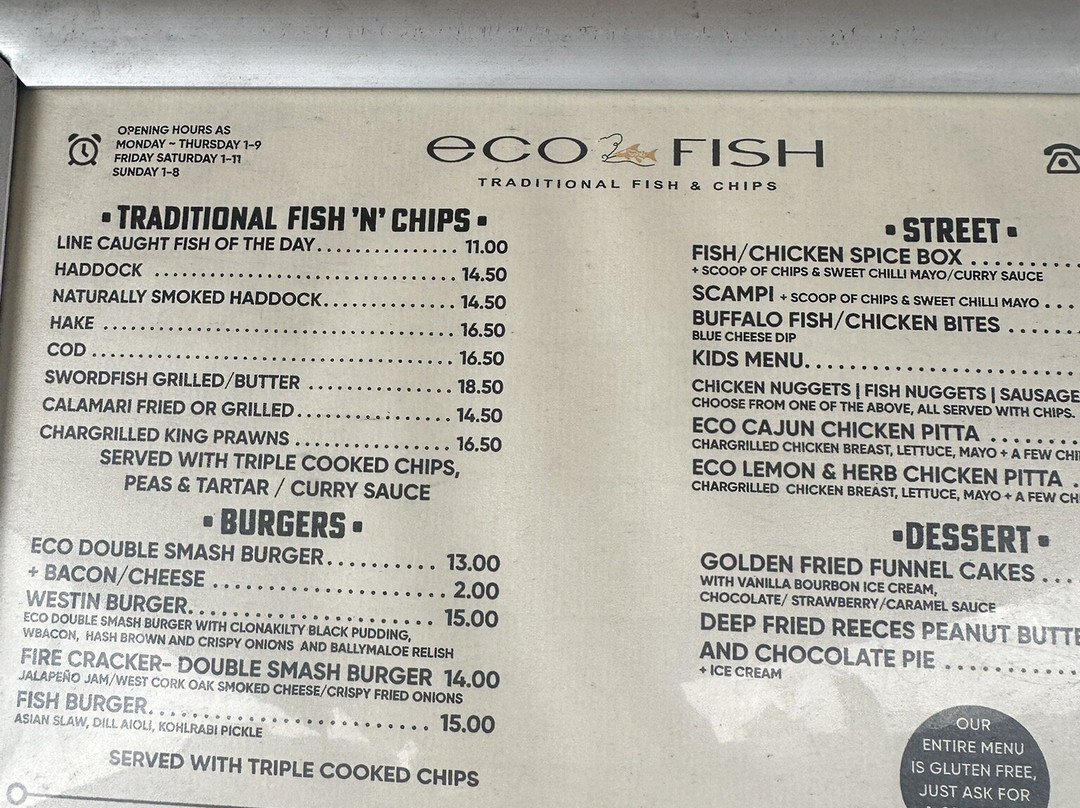 OPENING HOURS AS
MONDAY ~ THURSDAY 1-9
FRIDAY SATURDAY 1-11
SUNDAY 1-8
eco FISH
TRADITIONAL FISH & CHIPS
• TRADITIONAL FISH 'N' CHIPS •
LINE CAUGHT FISH OF THE DAY................ 11.00
HADDOCK ................................ 14.50
NATURALLY SMOKED HADDOCK............... 14.50
HAKE .................................... 16.50
COD ..................................... 16.50
SWORDFISH GRILLED/BUTTER ............... 18.50
CALAMARI FRIED OR GRILLED................. 14.50
CHARGRILLED KING PRAWNS ................. 16.50
SERVED WITH TRIPLE COOKED CHIPS,
PEAS & TARTAR / CURRY SAUCE
• BURGERS •
ECO DOUBLE SMASH BURGER........... 13.00
+ BACON/CHEESE ........................ 2.00
WESTIN BURGER.......................... 15.00
ECO DOUBLE SMASH BURGER WITH CLONAKILTY BLACK PUDDING,
WBACON, HASH BROWN AND CRISPY ONIONS AND BALLYMALOE RELISH
FIRE CRACKER- DOUBLE SMASH BURGER 14.00
JALAPEÑO JAM/WEST CORK OAK SMOKED CHEESE/CRISPY FRIED ONIONS
FISH BURGER............................. 15.00
ASIAN SLAW, DILL AIOLI, KOHLRABI PICKLE
SERVED WITH TRIPLE COOKED CHIPS
• STREET •
FISH/CHICKEN SPICE BOX .........
+ SCOOP OF CHIPS & SWEET CHILLI MAYO/CURRY SAUCE
SCAMPI + SCOOP OF CHIPS & SWEET CHILLI MAYO ...
BUFFALO FISH/CHICKEN BITES ......
BLUE CHEESE DIP
KIDS MENU.........................
CHICKEN NUGGETS | FISH NUGGETS | SAUSAGE
CHOOSE FROM ONE OF THE ABOVE, ALL SERVED WITH CHIPS.
ECO CAJUN CHICKEN PITTA ........
CHARGRILLED CHICKEN BREAST, LETTUCE, MAYO + A FEW
ECO LEMON & HERB CHICKEN PITTA .
CHARGRILLED CHICKEN BREAST, LETTUCE, MAYO + A FEW
•DESSERT •
GOLDEN FRIED FUNNEL CAKES ...
WITH VANILLA BOURBON ICE CREAM,
CHOCOLATE/ STRAWBERRY/CARAMEL SAUCE
DEEP FRIED REECES PEANUT
AND CHOCOLATE PIE ............
+ ICE CREAM
OUR
ENTIRE MENU
IS GLUTEN FREE,
JUST ASK FOR